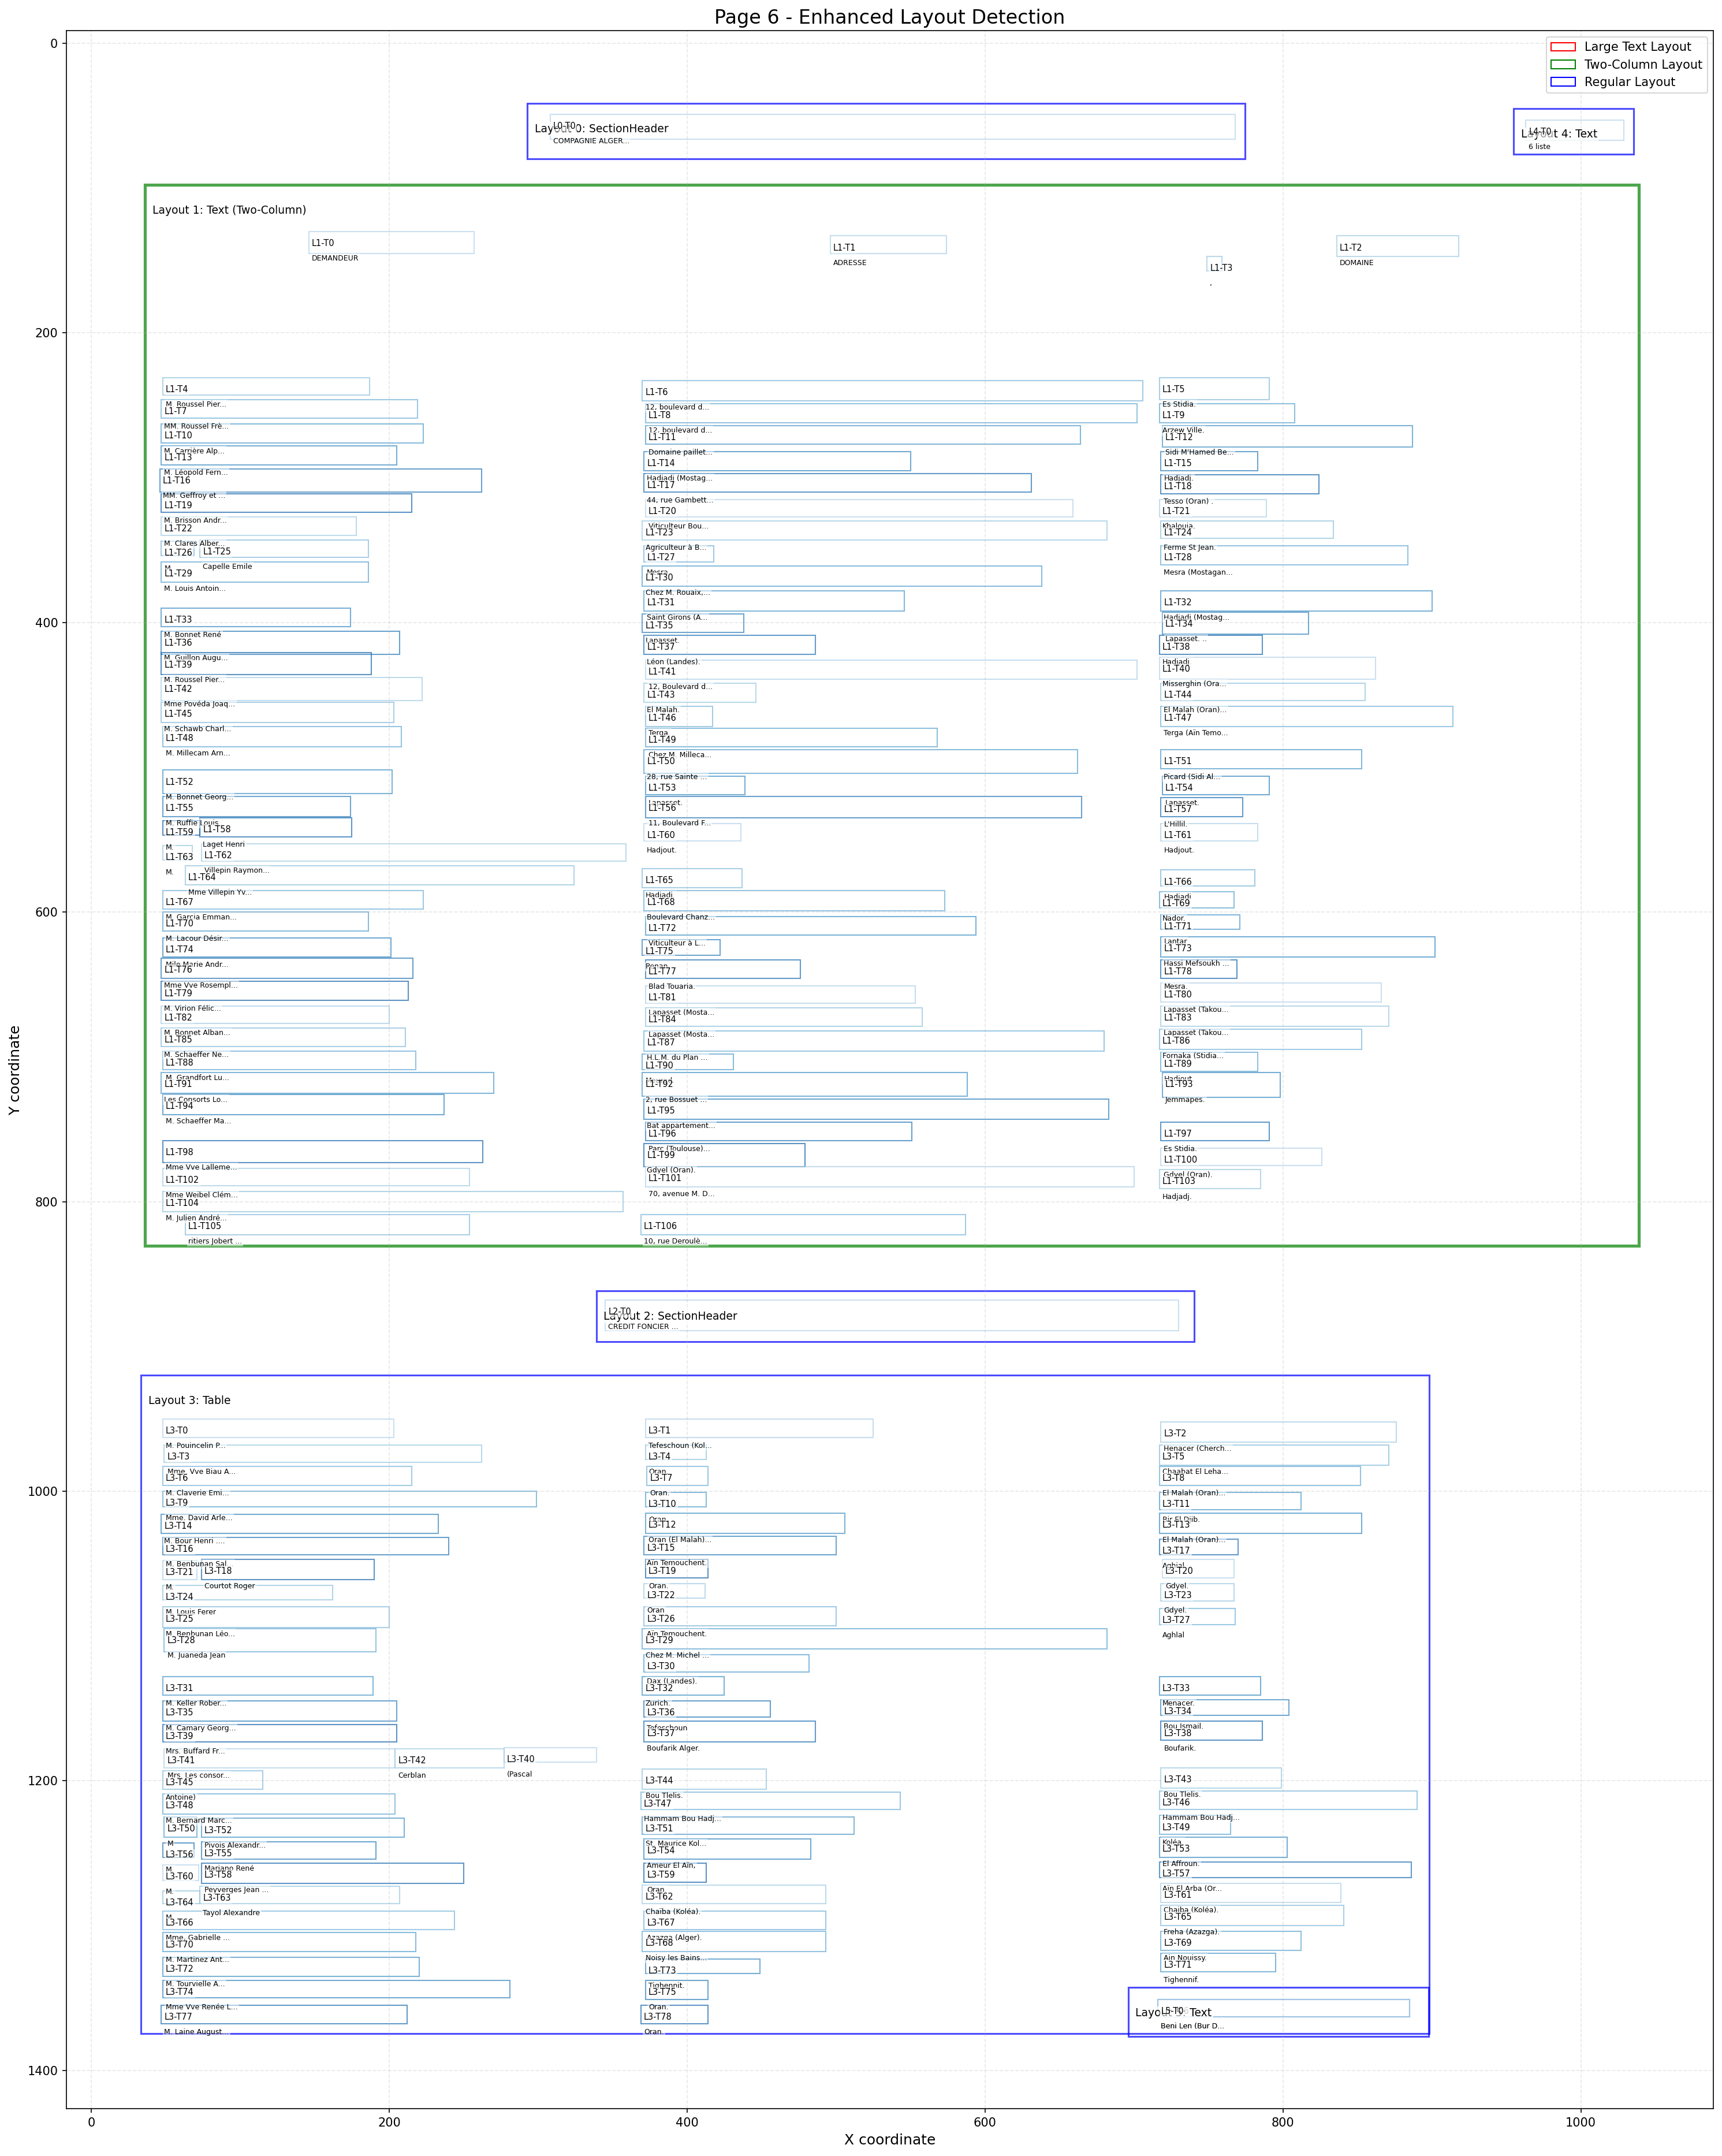 Page 6 - Enhanced Layout Detection
Large Text Layout
Two-Column Layout
Regular Layout
L0-T0
Layout 0: SectionHeader
COMPAGNIE ALGER...
L4-T0
Layout 4: Text
6 liste
Layout 1: Text (Two-Column)
L1-T0
DEMANDEUR
L1-T1
ADRESSE
L1-T2
DOMAINE
L1-T3
.
L1-T4
M. Roussel Pier...
L1-T6
12, boulevard d...
L1-T5
Es Stidia.
L1-T7
MM. Roussel Frè...
L1-T8
12, boulevard d...
L1-T9
Arzew Ville.
L1-T10
M. Carrière Alp...
L1-T11
Domaine paillet...
L1-T12
Sidi M'Hamed Be...
L1-T13
M. Léopold Fern...
L1-T14
Hadjadj (Mostag...
L1-T15
Hadjadj.
L1-T16
MM. Geffroy et ...
L1-T17
44, rue Gambett...
L1-T18
Tesso (Oran) .
L1-T19
M. Brisson Andr...
L1-T20
Viticulteur Bou...
L1-T21
Khalouia.
L1-T22
M. Clares Alber...
L1-T23
Agriculteur à B...
L1-T24
Ferme St Jean.
L1-T26
M.
L1-T25
Capelle Emile
L1-T27
Mesra.
L1-T28
Mesra (Mostagan...
L1-T29
M. Louis Antoin...
L1-T30
Chez M. Rouaix,...
L1-T31
Saint Girons (A...
L1-T32
Hadjadj (Mostag...
L1-T33
M. Bonnet René
L1-T35
Lapasset.
L1-T34
Lapasset. ..
L1-T36
M. Guillon Augu...
L1-T37
Léon (Landes).
L1-T38
Hadjadj.
L1-T39
M. Roussel Pier...
L1-T41
12, Boulevard d...
L1-T40
Misserghin (Ora...
L1-T42
Mme Povéda Joaq...
L1-T43
El Malah.
L1-T44
El Malah (Oran)...
L1-T45
M. Schawb Charl...
L1-T46
Terga.
L1-T47
Terga (Aïn Temo...
L1-T48
M. Millecam Arn...
L1-T49
Chez M. Milleca...
L1-T50
28, rue Sainte ...
L1-T51
Picard (Sidi Al...
L1-T52
M. Bonnet Georg...
L1-T53
Lapasset.
L1-T54
Lapasset.
L1-T55
M. Ruffie Louis
L1-T56
11, Boulevard F...
L1-T57
L'Hillil.
L1-T59
M.
L1-T58
Laget Henri
L1-T60
Hadjout.
L1-T61
Hadjout.
L1-T63
M.
L1-T62
Villepin Raymon...
L1-T64
Mme Villepin Yv...
L1-T65
Hadjadj
L1-T66
Hadjadj
L1-T67
M. Garcia Emman...
L1-T68
Boulevard Chanz...
L1-T69
Nador.
L1-T70
M. Lacour Désir...
L1-T72
Viticulteur à L...
L1-T71
Lantar
L1-T74
Mlle Marie Andr...
L1-T75
L1-T73
Hassi Mefsoukh ...
L1-T76
Mme Vve Rosempl...
L1-T77
Blad Touaria.
L1-T78
Mesra.
L1-T79
M. Virion Félic...
L1-T81
Lapasset (Mosta...
L1-T80
Lapasset (Takou...
L1-T82
M. Bonnet Alban...
L1-T84
Lapasset (Mosta...
L1-T83
Lapasset (Takou...
L1-T85
M. Schaeffer Ne...
L1-T87
H.L.M. du Plan ...
L1-T86
Fornaka (Stidia...
L1-T88
M. Grandfort Lu...
L1-T90
L1-T89
Hadjout.
L1-T91
Les Consorts Lo...
L1-T92
2, rue Bossuet ...
L1-T93
Jemmapes.
L1-T94
M. Schaeffer Ma...
L1-T95
Bat appartement...
L1-T96
Parc (Toulouse)...
L1-T97
Es Stidia.
L1-T98
Mme Vve Lalleme...
L1-T99
Gdyel (Oran).
L1-T100
Gdyel (Oran).
L1-T102
Mme Weibel Clém...
L1-T101
70, avenue M. D...
L1-T103
Hadjadj.
L1-T104
M. Julien André...
L1-T105
ritiers Jobert ...
L1-T106
10, rue Deroulè...
L2-T0
Layout 2: SectionHeader
CREDIT FONCIER ...
Layout 3: Table
L3-T0
M. Pouincelin P...
L3-T1
Tefeschoun (Kol...
L3-T2
Henacer (Cherch...
L3-T3
Mme. Vve Biau A...
L3-T4
Oran.
L3-T5
Chaabat El Leha...
L3-T6
M. Claverie Emi...
L3-T7
Oran.
L3-T8
El Malah (Oran)...
L3-T9
Mme. David Arle...
L3-T10
Oran.
L3-T11
Bir El Djib.
L3-T14
M. Bour Henri ....
L3-T12
Oran (El Malah)...
L3-T13
El Malah (Oran)...
L3-T16
M. Benbunan Sal...
L3-T15
Aïn Temouchent.
L3-T17
Aghlal.
L3-T21
M.
L3-T18
Courtot Roger
L3-T19
Oran.
L3-T20
Gdyel.
L3-T24
M. Louis Ferer
L3-T22
Oran
L3-T23
Gdyel.
L3-T25
M. Benbunan Léo...
L3-T26
Aïn Temouchent.
L3-T27
Aghlal
L3-T28
M. Juaneda Jean
L3-T29
Chez M. Michel ...
L3-T30
Dax (Landes).
L3-T31
M. Keller Rober...
L3-T32
Zurich.
L3-T33
Menacer.
L3-T35
M. Camary Georg...
L3-T36
Tefeschoun
L3-T34
Bou Ismail.
L3-T39
Mrs. Buffard Fr...
L3-T37
Boufarik Alger.
L3-T38
Boufarik.
L3-T41
Mrs. Les consor...
L3-T42
Cerblan
L3-T40
(Pascal
L3-T45
Antoine)
L3-T44
Bou Tlelis.
L3-T43
Bou Tlelis.
L3-T48
M. Bernard Marc...
L3-T47
Hammam Bou Hadj...
L3-T46
Hammam Bou Hadj...
L3-T50
M
L3-T52
Pivois Alexandr...
L3-T51
St. Maurice Kol...
L3-T49
Koléa.
L3-T56
M.
L3-T55
Mariano René
L3-T54
Ameur El Aïn,
L3-T53
El Affroun.
L3-T60
M.
L3-T58
Peyverges Jean ...
L3-T59
Oran.
L3-T57
Aïn El Arba (Or...
L3-T64
M.
L3-T63
Tayol Alexandre
L3-T62
Chaïba (Koléa).
L3-T61
Chaïba (Koléa).
L3-T66
Mme. Gabrielle ...
L3-T67
Azazga (Alger).
L3-T65
Freha (Azazga).
L3-T70
M. Martinez Ant...
L3-T68
Noisy les Bains...
L3-T69
Ain Nouissy.
L3-T72
M. Tourvielle A...
L3-T73
Tighennit.
L3-T71
Tighennif.
L3-T74
Mme Vve Renée L...
L3-T75
Oran.
L3-T77
M. Laine August...
L3-T78
Oran.
L5-T0
Layout 5: Text
Beni Len (Bur D...
0
200
400
600
800
1000
1200
1400
Y coordinate
0
200
400
600
800
1000
X coordinate